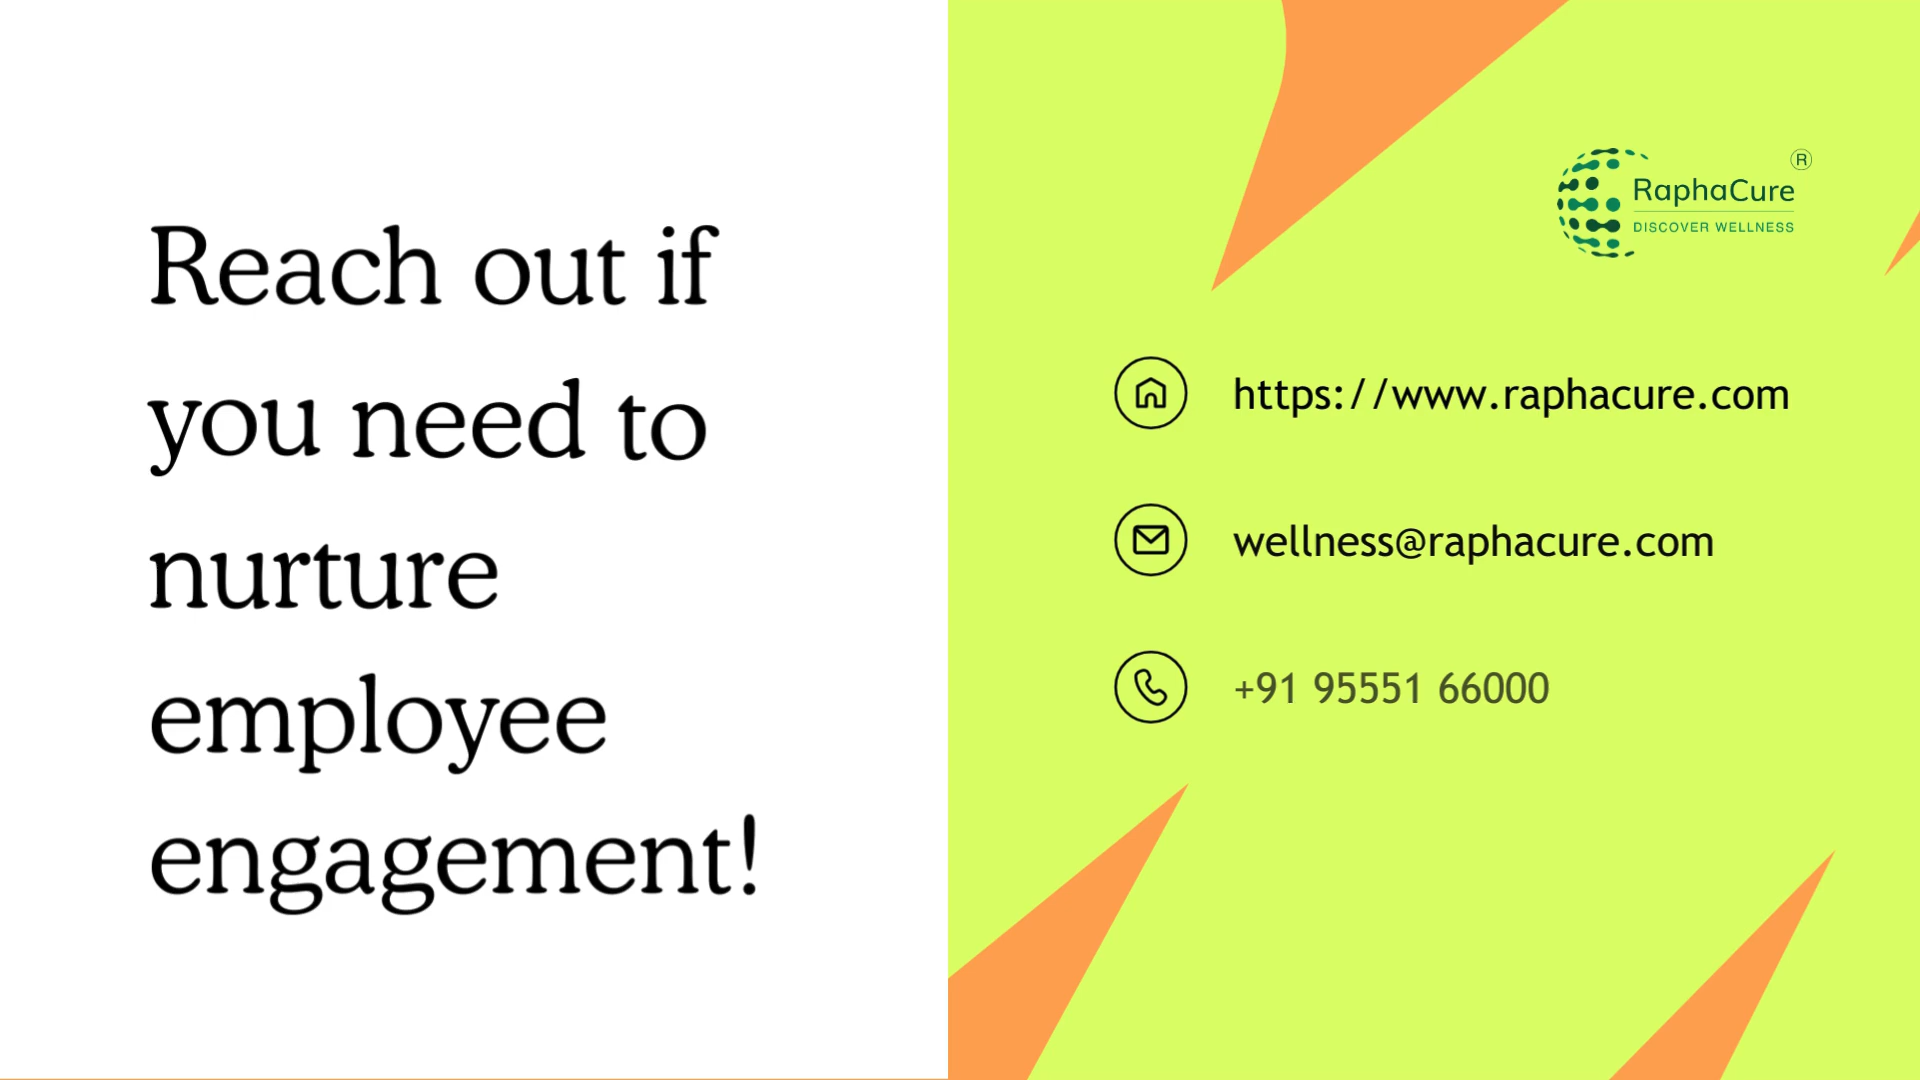 Reach out if
you need to
nurture
employee
engagement!
RaphaCure ®
DISCOVER WELLNESS
https://www.raphacure.com
wellness@raphacure.com
+91 95551 66000